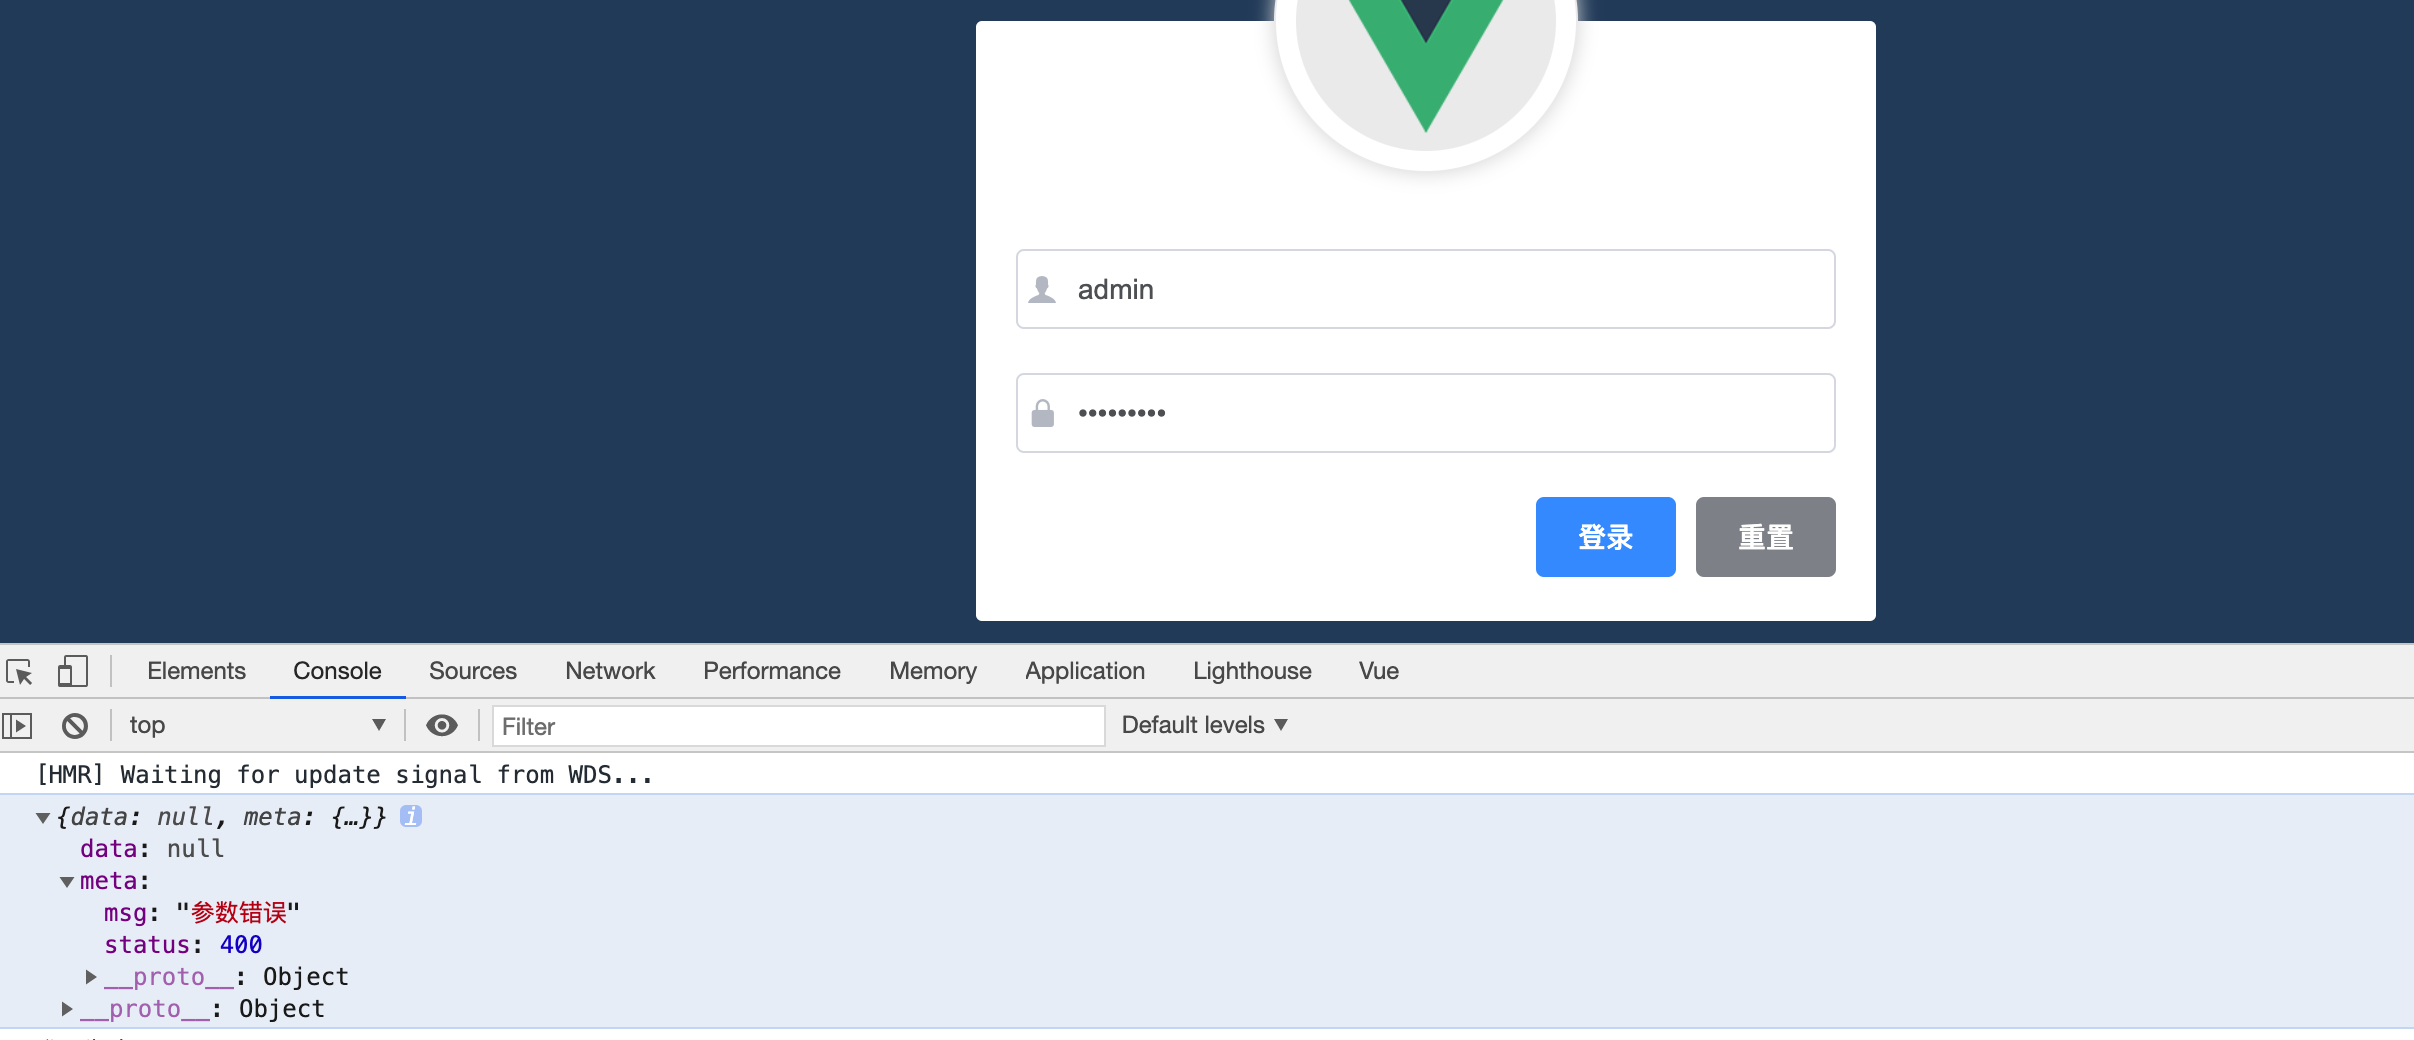 admin
•••••••••
登录 重置
Elements Console Sources Network Performance Memory Application Lighthouse Vue
top Filter Default levels
[HMR] Waiting for update signal from WDS...
{data: null, meta: {…}} i
data: null
meta:
msg: "参数错误"
status: 400
__proto__: Object
__proto__: Object